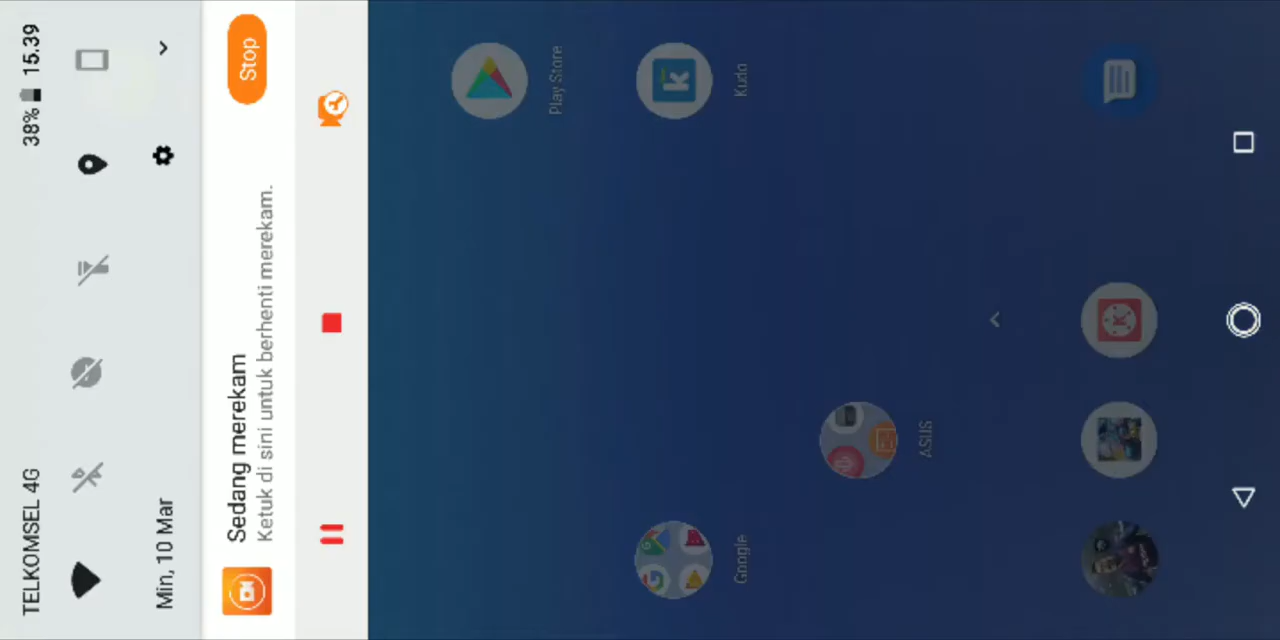 TELKOMSEL 4G 38% 15.39
Min, 10 Mar
Sedang merekam
Ketuk di sini untuk berhenti merekam.
Stop
Play Store
Kudo
ASUS
Google